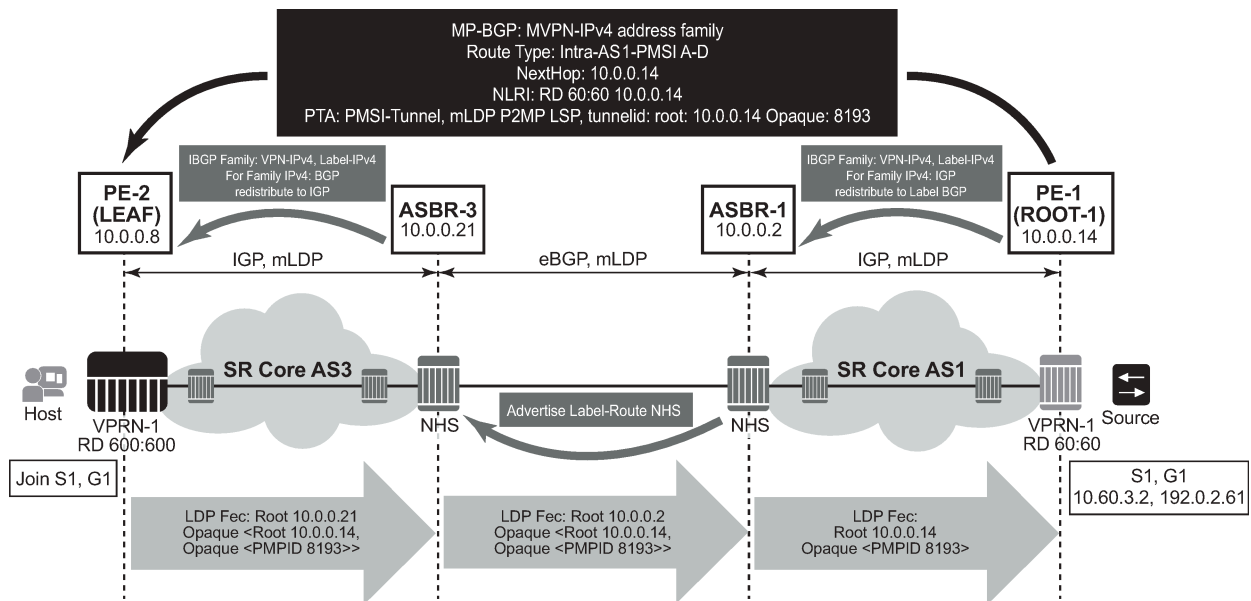 MP-BGP: MVPN-IPv4 address family
Route Type: Intra-AS1-PMSI A-D
NextHop: 10.0.0.14
NLRI: RD 60:60 10.0.0.14
PTA: PMSI-Tunnel, mLDP P2MP LSP, tunnelid: root: 10.0.0.14 Opaque: 8193
PE-2
(LEAF)
10.0.0.8
IBGP Family: VPN-IPv4, Label-IPv4
For Family IPv4: BGP
redistribute to IGP
ASBR-3
10.0.0.21
ASBR-1
10.0.0.2
IBGP Family: VPN-IPv4, Label-IPv4
For Family IPv4: IGP
redistribute to Label BGP
PE-1
(ROOT-1)
10.0.0.14
IGP, mLDP
eBGP, mLDP
IGP, mLDP
SR Core AS3
SR Core AS1
Host
VPRN-1
RD 600:600
NHS
Advertise Label-Route NHS
NHS
VPRN-1
RD 60:60
Source
Join S1, G1
S1, G1
10.60.3.2, 192.0.2.61
LDP Fec: Root 10.0.0.21
Opaque <Root 10.0.0.14,
Opaque <PMPID 8193>>
LDP Fec: Root 10.0.0.2
Opaque <Root 10.0.0.14,
Opaque <PMPID 8193>>
LDP Fec:
Root 10.0.0.14
Opaque <PMPID 8193>